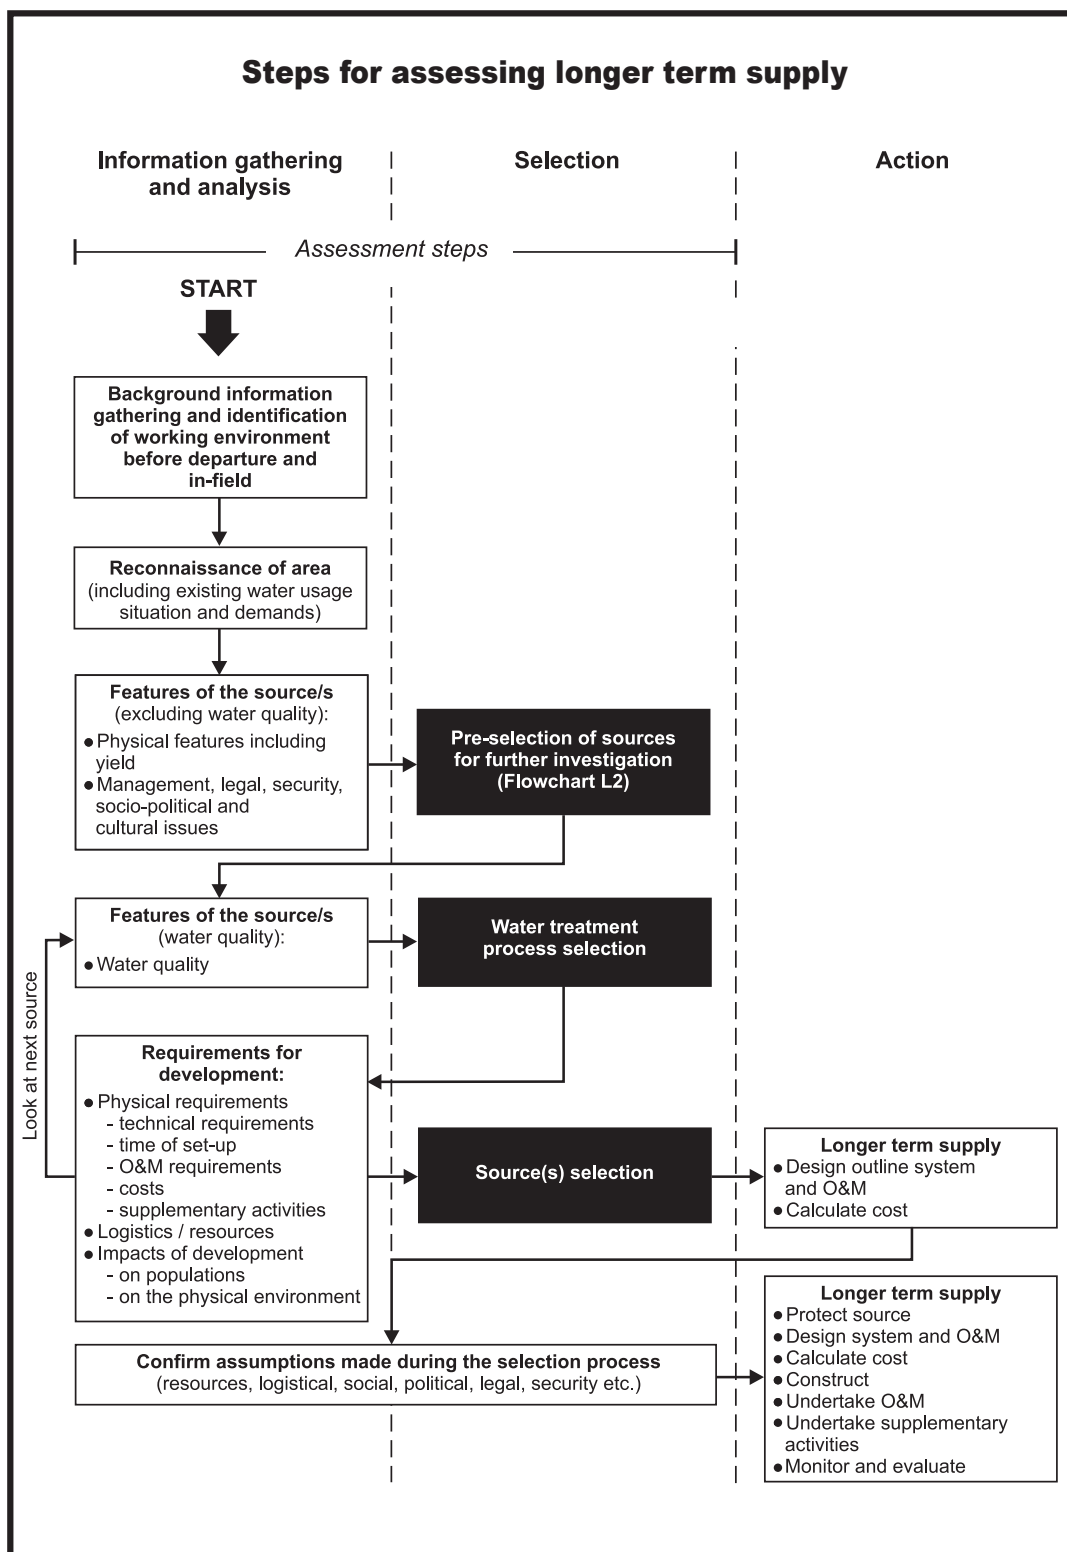 Steps for assessing longer term supply
Information gathering
and analysis
Selection
Action
Assessment steps
START
Background information
gathering and identification
of working environment
before departure and
in-field
Reconnaissance of area
(including existing water usage
situation and demands)
Features of the source/s
(excluding water quality):
● Physical features including
yield
● Management, legal, security,
socio-political and
cultural issues
Pre-selection of sources
for further investigation
(Flowchart L2)
Features of the source/s
(water quality):
● Water quality
Water treatment
process selection
Look at next source
Requirements for
development:
● Physical requirements
- technical requirements
- time of set-up
- O&M requirements
- costs
- supplementary activities
● Logistics / resources
● Impacts of development
- on populations
- on the physical environment
Source(s) selection
Longer term supply
● Design outline system
and O&M
● Calculate cost
Confirm assumptions made during the selection process
(resources, logistical, social, political, legal, security etc.)
Longer term supply
● Protect source
● Design system and O&M
● Calculate cost
● Construct
● Undertake O&M
● Undertake supplementary
activities
● Monitor and evaluate